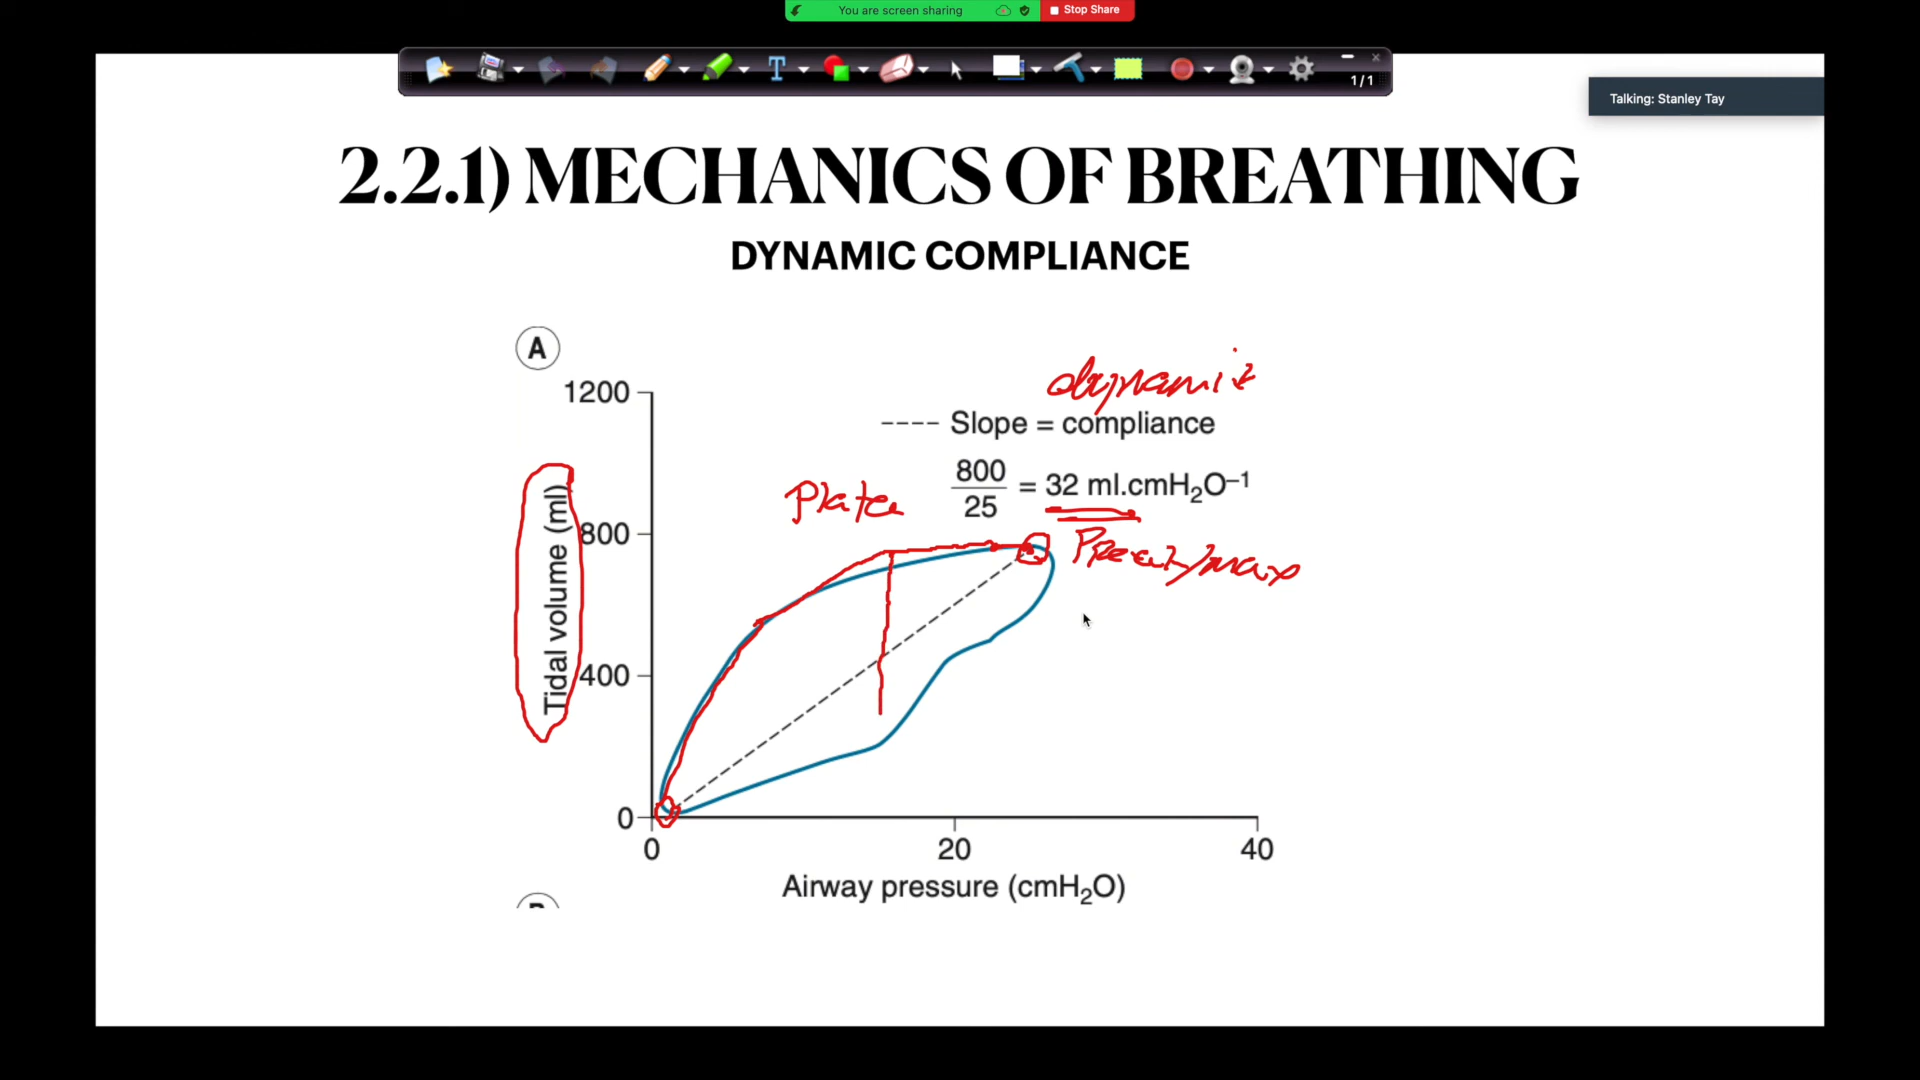 You are screen sharing
Stop Share
1/1
Talking: Stanley Tay
2.2.1) MECHANICS OF BREATHING
DYNAMIC COMPLIANCE
A
dynamic
1200
---- Slope = compliance
800
25
= 32 ml.cmH₂O⁻¹
Plateu
Tidal volume (ml)
800
/max
400
0
0
20
40
Airway pressure (cmH₂O)